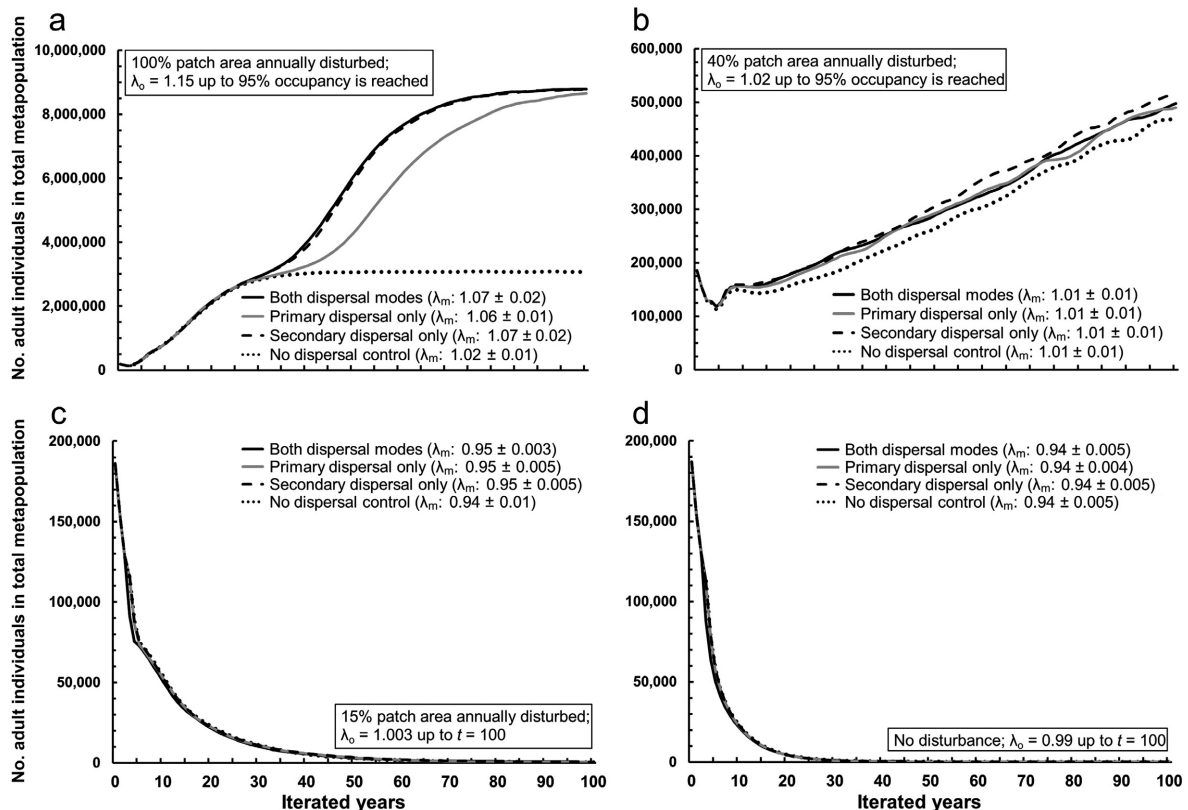 a
No. adult individuals in total metapopulation
10,000,000
8,000,000
6,000,000
4,000,000
2,000,000
0
100% patch area annually disturbed;
λo = 1.15 up to 95% occupancy is reached
Both dispersal modes (λm: 1.07 ± 0.02)
Primary dispersal only (λm: 1.06 ± 0.01)
Secondary dispersal only (λm: 1.07 ± 0.02)
No dispersal control (λm: 1.02 ± 0.01)
b
600,000
500,000
400,000
300,000
200,000
100,000
0
40% patch area annually disturbed;
λo = 1.02 up to 95% occupancy is reached
Both dispersal modes (λm: 1.01 ± 0.01)
Primary dispersal only (λm: 1.01 ± 0.01)
Secondary dispersal only (λm: 1.01 ± 0.01)
No dispersal control (λm: 1.01 ± 0.01)
c
No. adult individuals in total metapopulation
200,000
150,000
100,000
50,000
0
Both dispersal modes (λm: 0.95 ± 0.003)
Primary dispersal only (λm: 0.95 ± 0.005)
Secondary dispersal only (λm: 0.95 ± 0.005)
No dispersal control (λm: 0.94 ± 0.01)
15% patch area annually disturbed;
λo = 1.003 up to t = 100
0 10 20 30 40 50 60 70 80 90 100
Iterated years
d
200,000
150,000
100,000
50,000
0
Both dispersal modes (λm: 0.94 ± 0.005)
Primary dispersal only (λm: 0.94 ± 0.004)
Secondary dispersal only (λm: 0.94 ± 0.005)
No dispersal control (λm: 0.94 ± 0.005)
No disturbance; λo = 0.99 up to t = 100
0 10 20 30 40 50 60 70 80 90 100
Iterated years